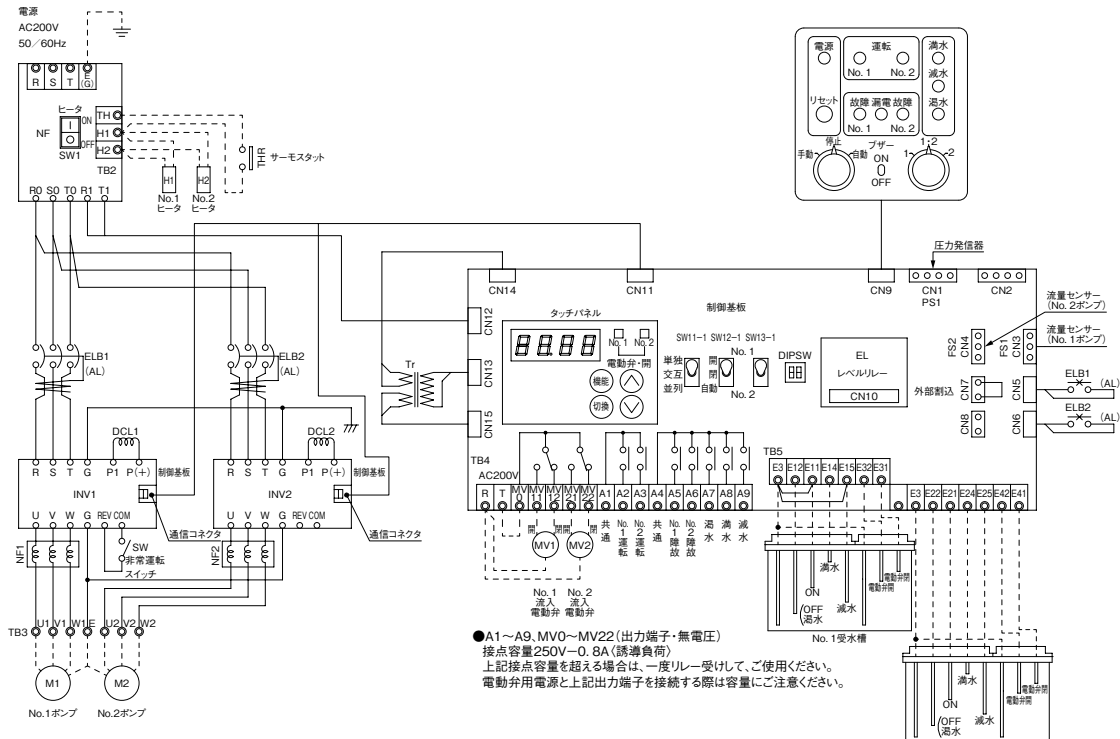 電源
AC200V
50／60Hz
R S T E(G)
NF
ヒータ
ON
OFF
SW1
TH
H1
H2
TB2
THR
サーモスタット
H1 H2
No.1 ヒータ
No.2 ヒータ
R0 S0 T0 R1 T1
ELB1
(AL)
ELB2
(AL)
DCL1
DCL2
R S T G P1 P(+)
制御基板
R S T G P1 P(+)
制御基板
INV1
INV2
U V W G REV COM
U V W G REV COM
通信コネクタ
通信コネクタ
SW
非常運転
スイッチ
NF1
NF2
TB3
U1 V1 W1 E U2 V2 W2
M1
M2
No.1ポンプ
No.2ポンプ
電源
運転
No.1 No.2
満水
減水
渇水
リセット
故障 漏電 故障
No.1 No.2
手動 停止 自動
ブザー
ON
OFF
1 1・2 2
圧力発信器
CN14
CN11
CN9
CN1
PS1
CN2
CN12
CN13
CN15
Tr
タッチパネル
88.88
No.1 No.2
電動弁・開
機能
切換
制御基板
SW11-1 SW12-1 SW13-1
単独
交互
並列
開
閉
自動
No.1
No.2
DIPSW
EL
レベルリレー
CN10
流量センサー
(No.2ポンプ)
流量センサー
(No.1ポンプ)
FS2
CN4
FS1
CN3
外部割込
CN7
CN5
CN8
CN6
ELB1
(AL)
ELB2
(AL)
TB4
AC200V
R T MV0 MV11 MV12 MV21 MV22 A1 A2 A3 A4 A5 A6 A7 A8 A9
開 閉 開 閉
MV1
MV2
No.1
流入
電動弁
No.2
流入
電動弁
共通
No.1運転
No.2運転
共通
No.1障故
No.2障故
渇水
満水
減水
TB5
E3 E12 E11 E14 E15 E32 E31
E3 E22 E21 E24 E25 E42 E41
ON
(OFF
渇水
満水
減水
電動弁開
電動弁閉
No.1受水槽
ON
(OFF
渇水
満水
減水
電動弁開
電動弁閉
●A1〜A9、MV0〜MV22(出力端子・無電圧)
接点容量250V−0.8A〈誘導負荷〉
上記接点容量を超える場合は、一度リレー受けして、ご使用ください。
電動弁用電源と上記出力端子を接続する際は容量にご注意ください。